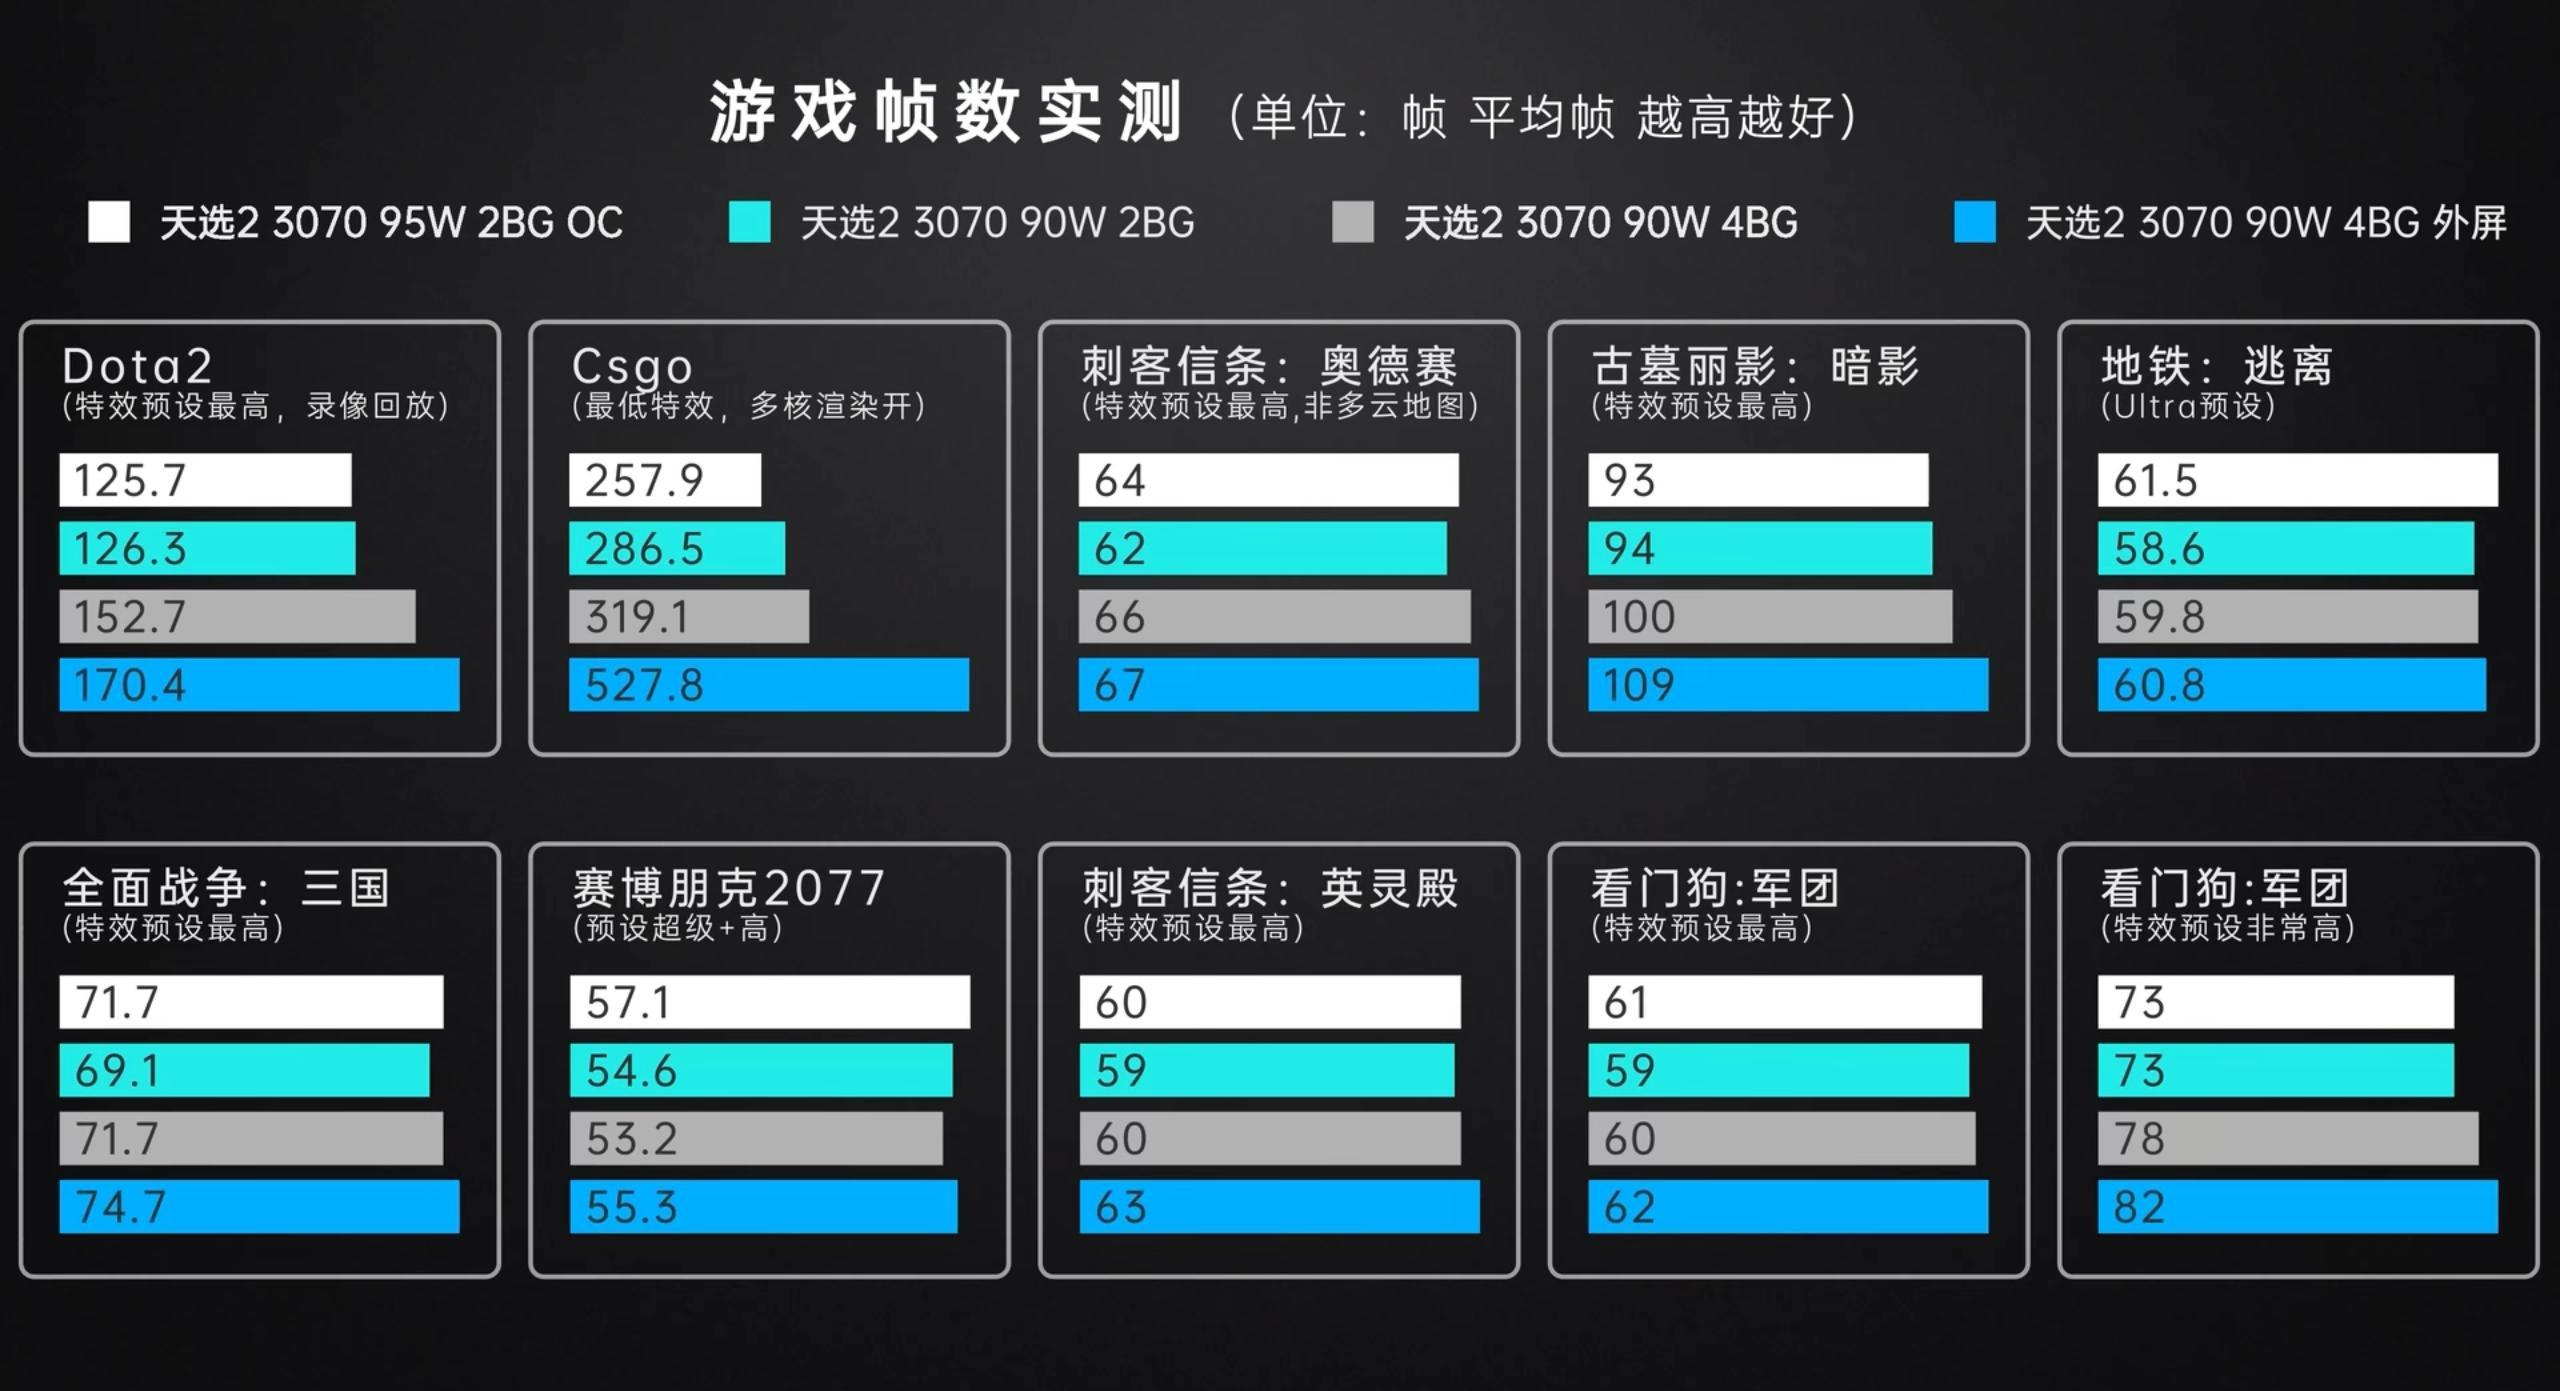 游戏帧数实测（单位：帧 平均帧 越高越好）
天选2 3070 95W 2BG OC
天选2 3070 90W 2BG
天选2 3070 90W 4BG
天选2 3070 90W 4BG 外屏
Dota2
(特效预设最高，录像回放)
125.7
126.3
152.7
170.4
Csgo
(最低特效，多核渲染开)
257.9
286.5
319.1
527.8
刺客信条：奥德赛
(特效预设最高,非多云地图)
64
62
66
67
古墓丽影：暗影
(特效预设最高)
93
94
100
109
地铁：逃离
(Ultra预设)
61.5
58.6
59.8
60.8
全面战争：三国
(特效预设最高)
71.7
69.1
71.7
74.7
赛博朋克2077
(预设超级+高)
57.1
54.6
53.2
55.3
刺客信条：英灵殿
(特效预设最高)
60
59
60
63
看门狗:军团
(特效预设最高)
61
59
60
62
看门狗:军团
(特效预设非常高)
73
73
78
82